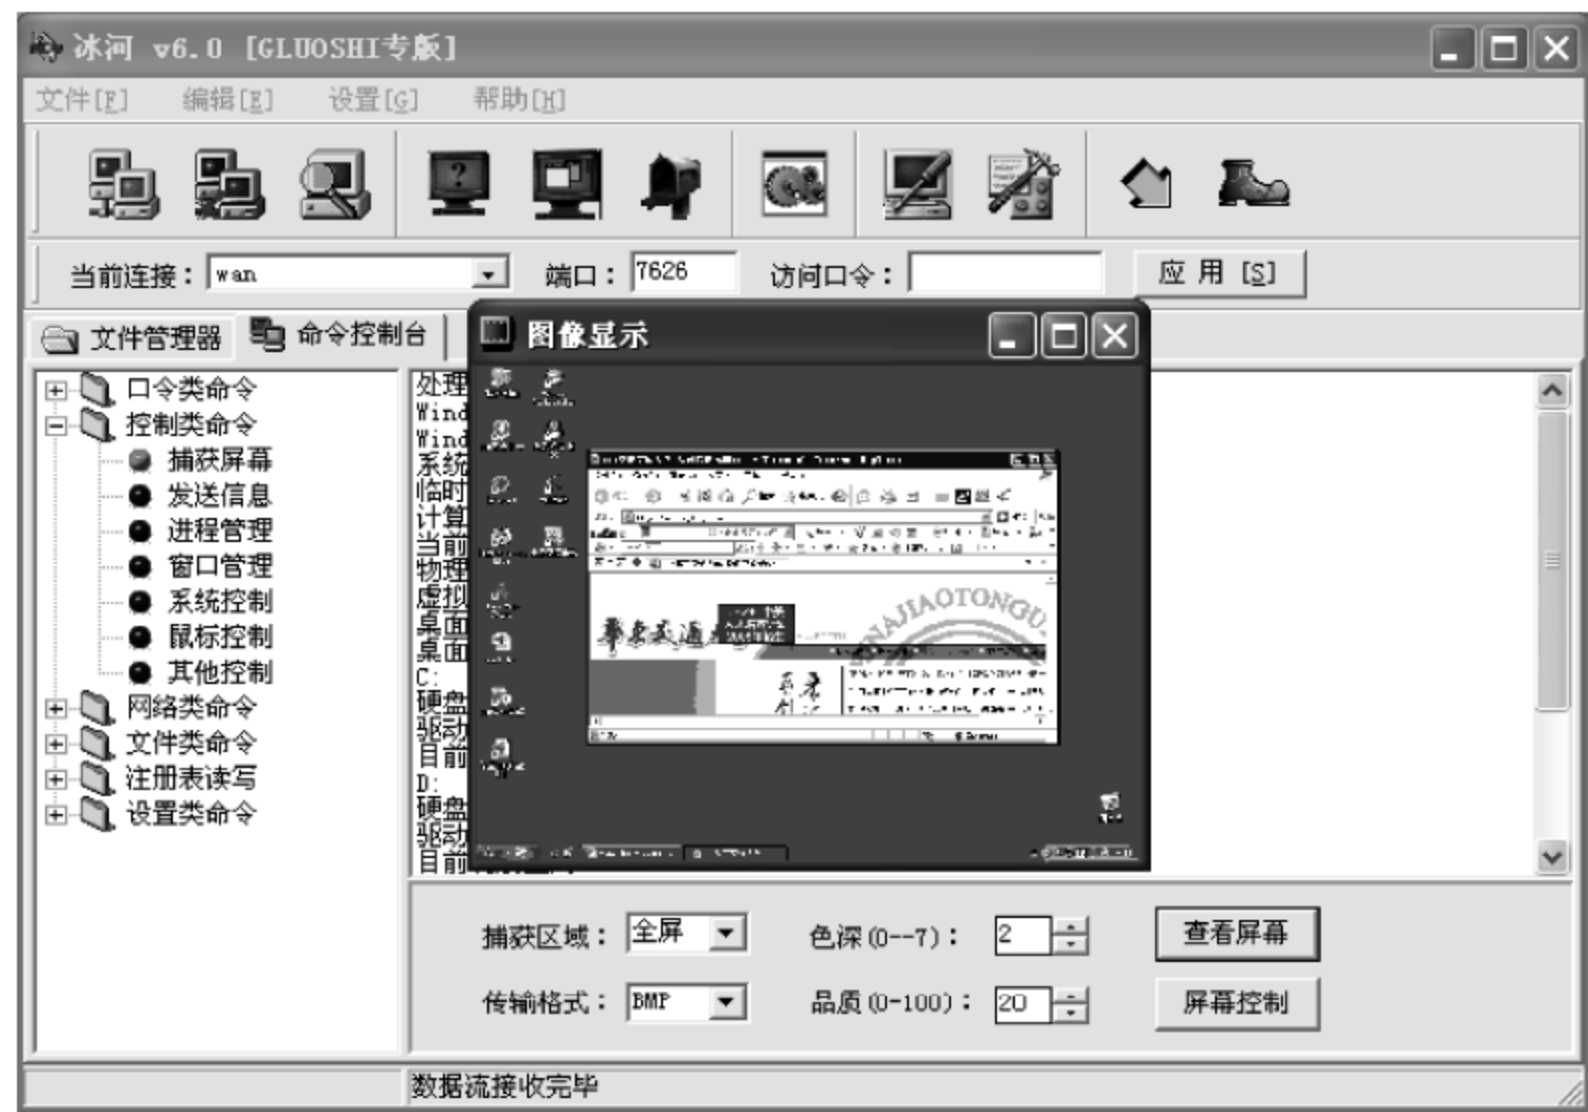 冰河 v6.0 [GLUOSHI专版]
文件[F] 编辑[E] 设置[G] 帮助[H]
当前连接： wan 端口： 7626 访问口令： 应 用 [S]
文件管理器 命令控制台
图像显示
口令类命令
控制类命令
捕获屏幕
发送信息
进程管理
窗口管理
系统控制
鼠标控制
其他控制
网络类命令
文件类命令
注册表读写
设置类命令
处理
Wind
Wind
系统
临时
计算
当前
物理
虚拟
桌面
桌面
C:
硬盘
驱动
目前
D:
硬盘
驱动
目前
华东交通
NAJIAOTONGU
捕获区域： 全屏 色深(0--7)： 2 查看屏幕
传输格式： BMP 品质(0-100)： 20 屏幕控制
数据流接收完毕